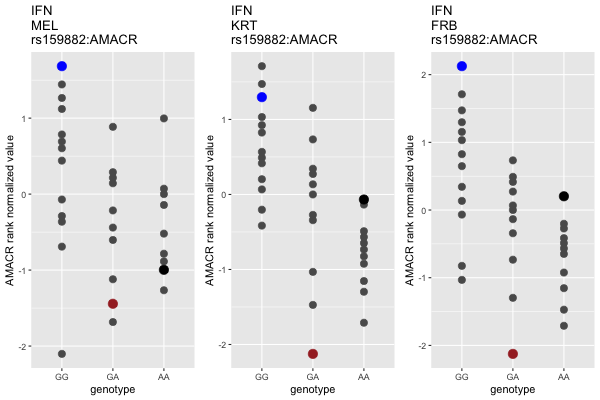 IFN
MEL
rs159882:AMACR
AMACR rank normalized value
1
0
-1
-2
GG
GA
AA
genotype
IFN
KRT
rs159882:AMACR
AMACR rank normalized value
1
0
-1
-2
GG
GA
AA
genotype
IFN
FRB
rs159882:AMACR
AMACR rank normalized value
2
1
0
-1
-2
GG
GA
AA
genotype